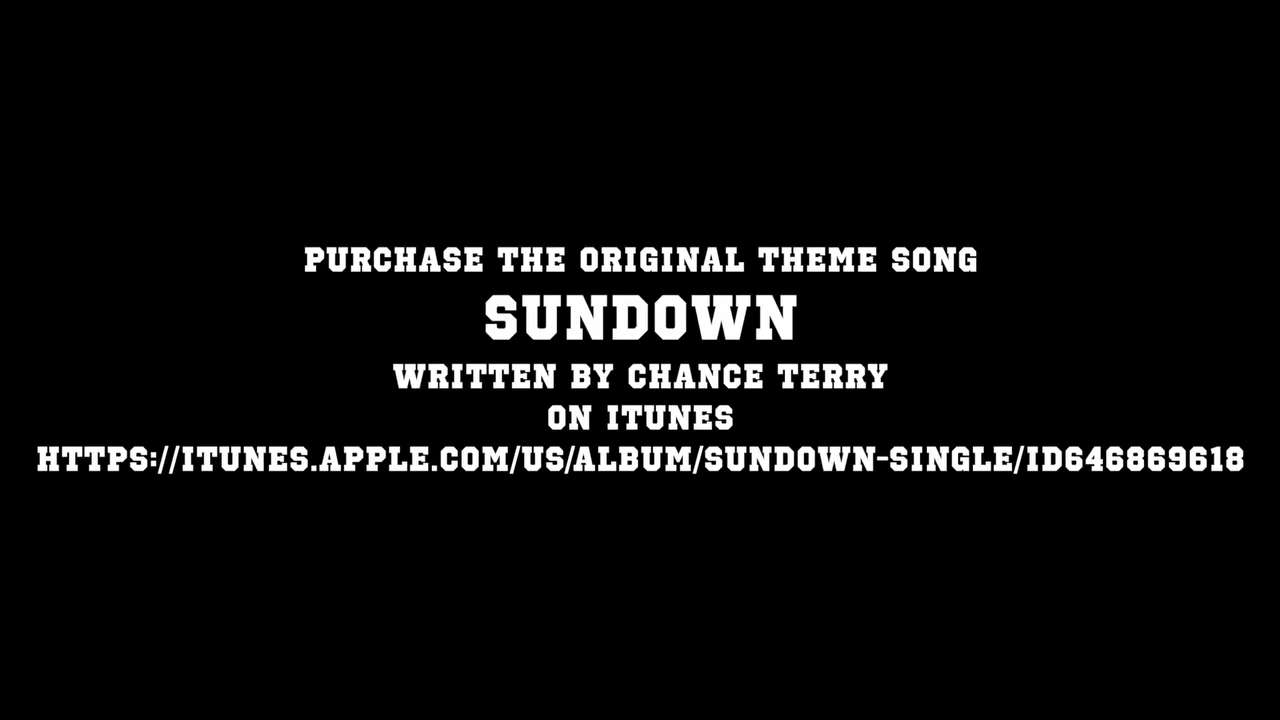 PURCHASE THE ORIGINAL THEME SONG
SUNDOWN
WRITTEN BY CHANCE TERRY
ON ITUNES
HTTPS://ITUNES.APPLE.COM/US/ALBUM/SUNDOWN-SINGLE/ID646869618